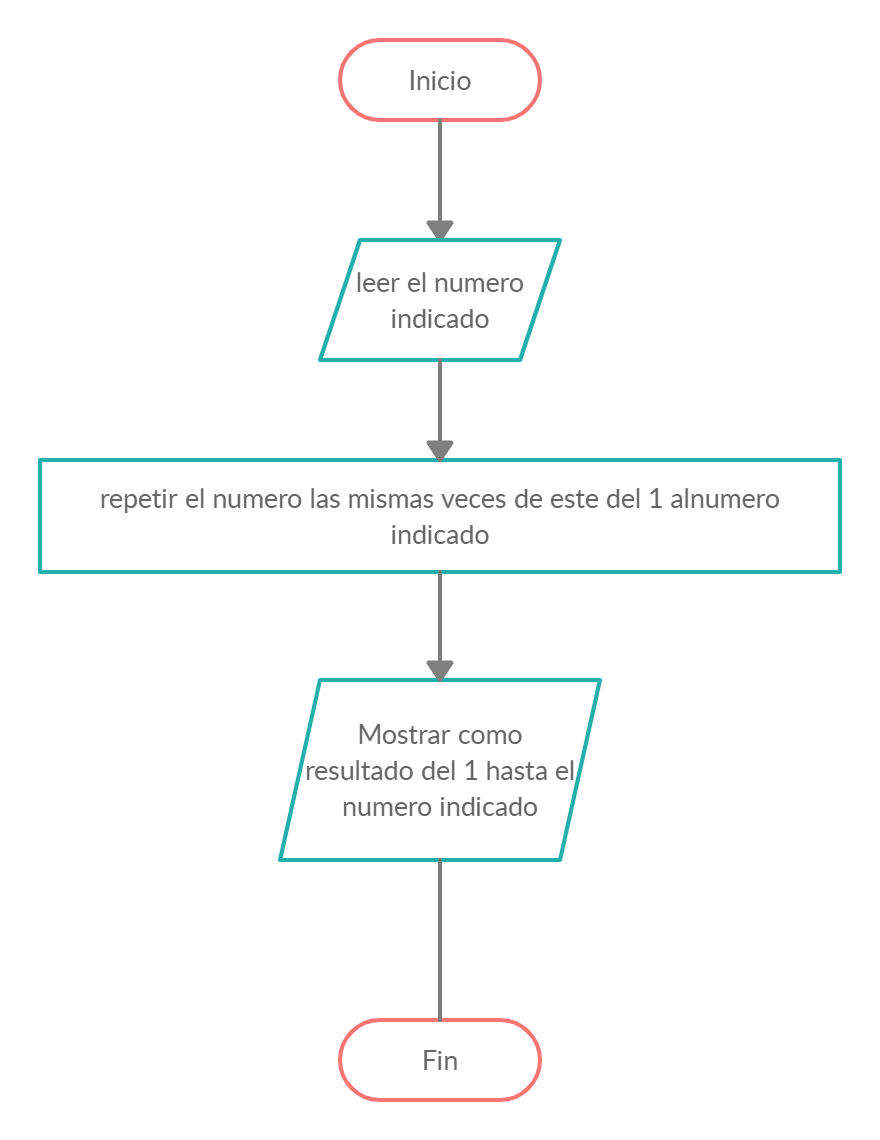 Inicio
leer el numero
indicado
repetir el numero las mismas veces de este del 1 alnumero
indicado
Mostrar como
resultado del 1 hasta el
numero indicado
Fin